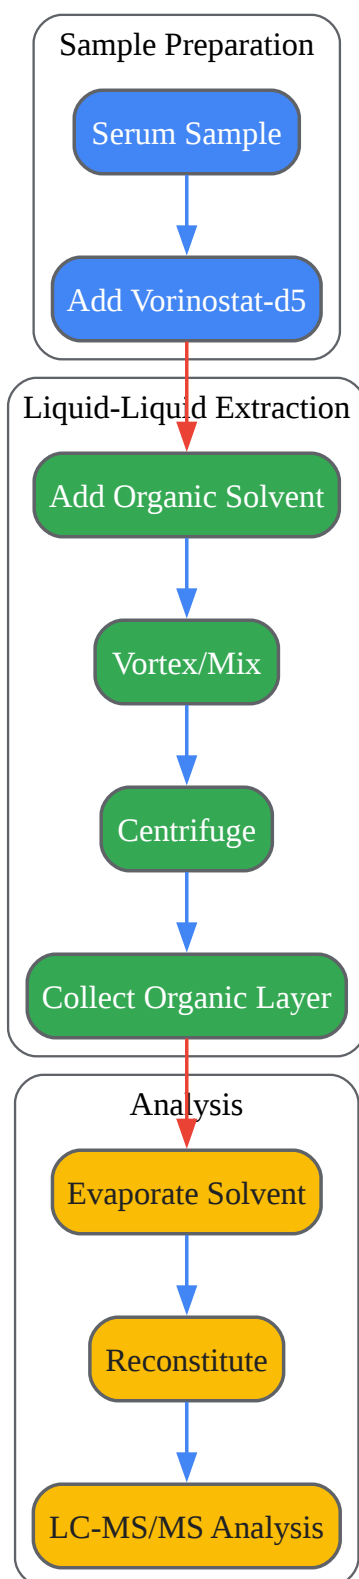 Sample Preparation
Serum Sample
Add Vorinostat-d5
Liquid-Liquid Extraction
Add Organic Solvent
Vortex/Mix
Centrifuge
Collect Organic Layer
Analysis
Evaporate Solvent
Reconstitute
LC-MS/MS Analysis